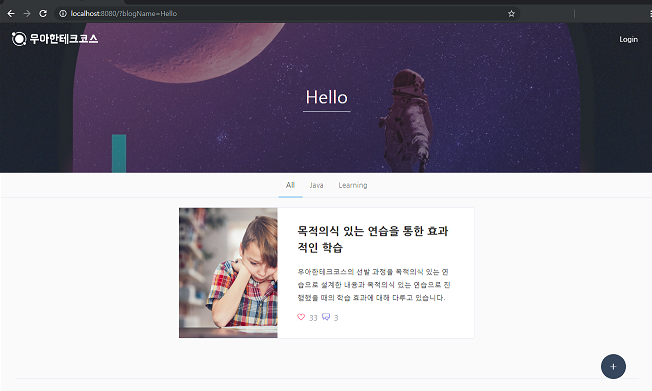 localhost:8080/?blogName=Hello
우아한테크코스
Login
Hello
All Java Learning
목적의식 있는 연습을 통한 효과
적인 학습
우아한테크코스의 선발 과정을 목적의식 있는 연
습으로 설계한 내용과 목적의식 있는 연습으로 진
행했을 때의 학습 효과에 대해 다루고 있습니다.
33 3
+